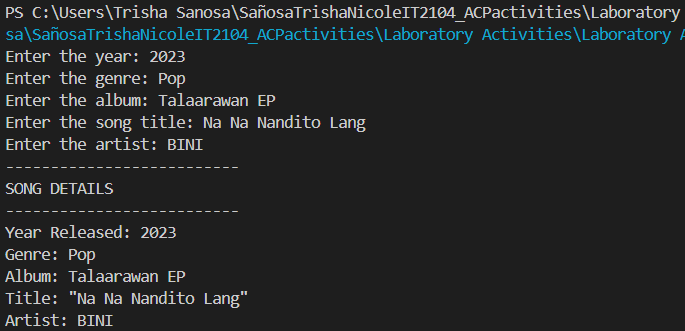 PS C:\Users\Trisha Sanosa\SañosaTrishaNicoleIT2104_ACPactivities\Laboratory
sa\SañosaTrishaNicoleIT2104_ACPactivities\Laboratory Activities\Laboratory A
Enter the year: 2023
Enter the genre: Pop
Enter the album: Talaarawan EP
Enter the song title: Na Na Nandito Lang
Enter the artist: BINI
--------------------------
SONG DETAILS
--------------------------
Year Released: 2023
Genre: Pop
Album: Talaarawan EP
Title: "Na Na Nandito Lang"
Artist: BINI